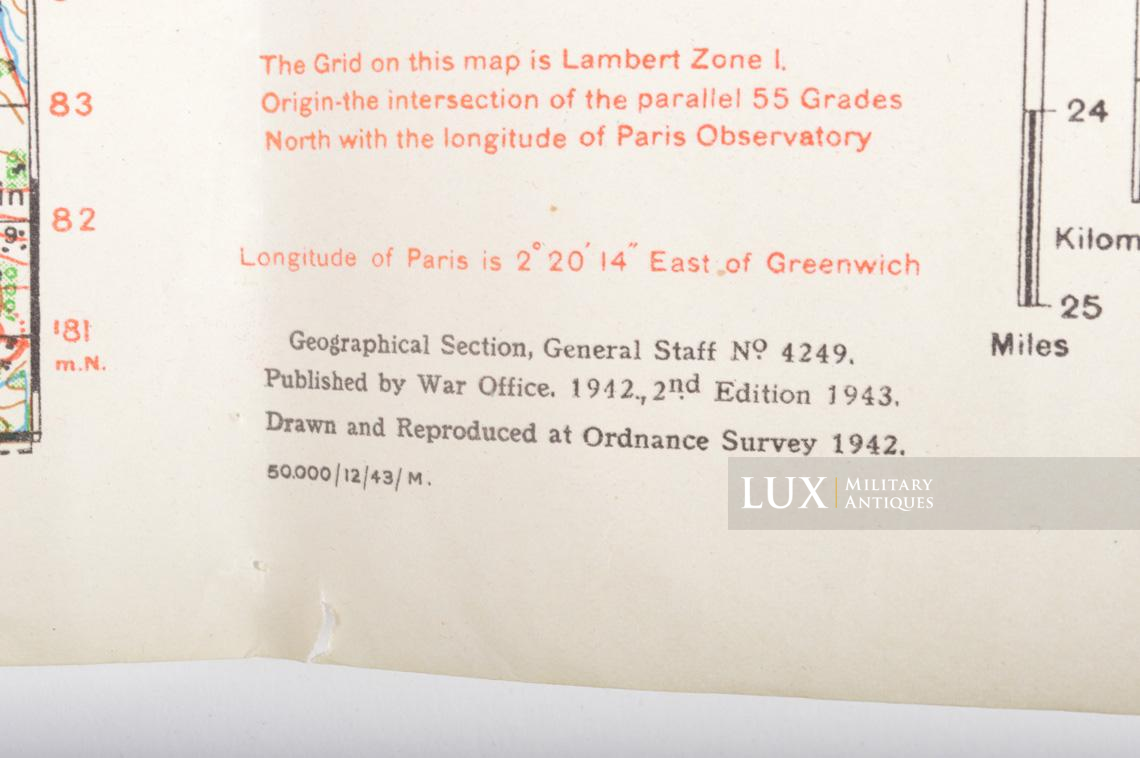 The Grid on this map is Lambert Zone I.
Origin-the intersection of the parallel 55 Grades
North with the longitude of Paris Observatory
Longitude of Paris is 2° 20′ 14″ East of Greenwich
Geographical Section, General Staff Nº 4249.
Published by War Office. 1942., 2nd Edition 1943.
Drawn and Reproduced at Ordnance Survey 1942.
50.000/12/43/M.
83
82
'81
m.N.
24
25
Miles
LUX
MILITARY
ANTIQUES